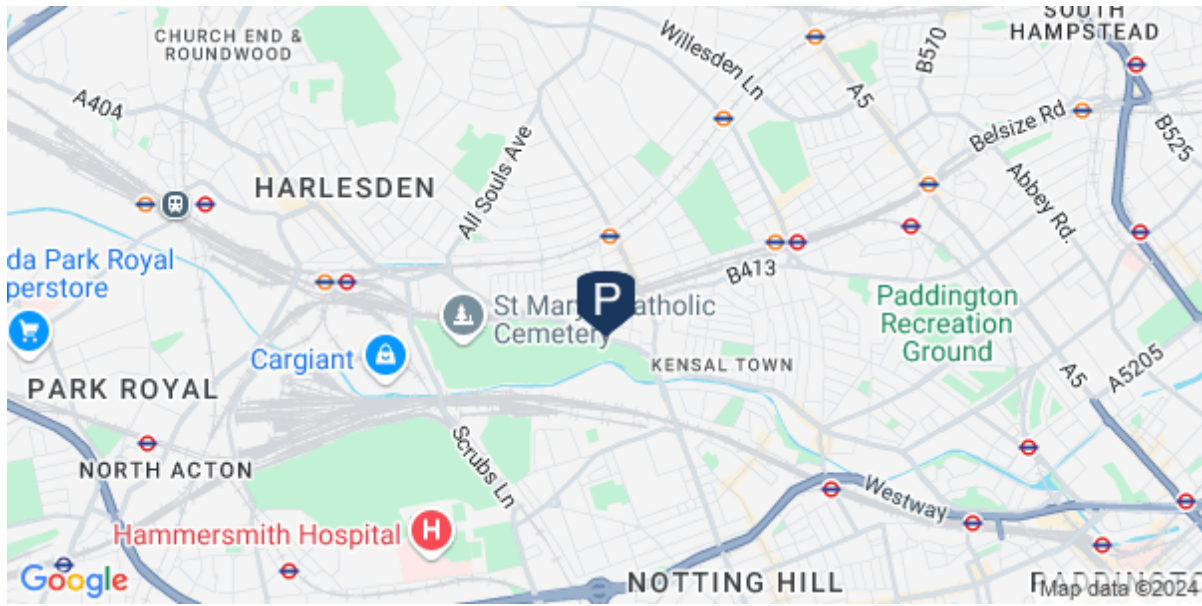 SOUTH
HAMPSTEAD
CHURCH END &
ROUNDWOOD
Willesden Ln
B570
A5
A404
Belsize Rd
B525
All Souls Ave
HARLESDEN
Abbey Rd.
da Park Royal
perstore
B413
St Mary Catholic
Cemetery
Paddington
Recreation
Ground
Cargiant
KENSAL TOWN
A5
A5205
PARK ROYAL
Scrubs Ln
NORTH ACTON
Westway
Hammersmith Hospital
H
P
Google
NOTTING HILL
Map data ©2024